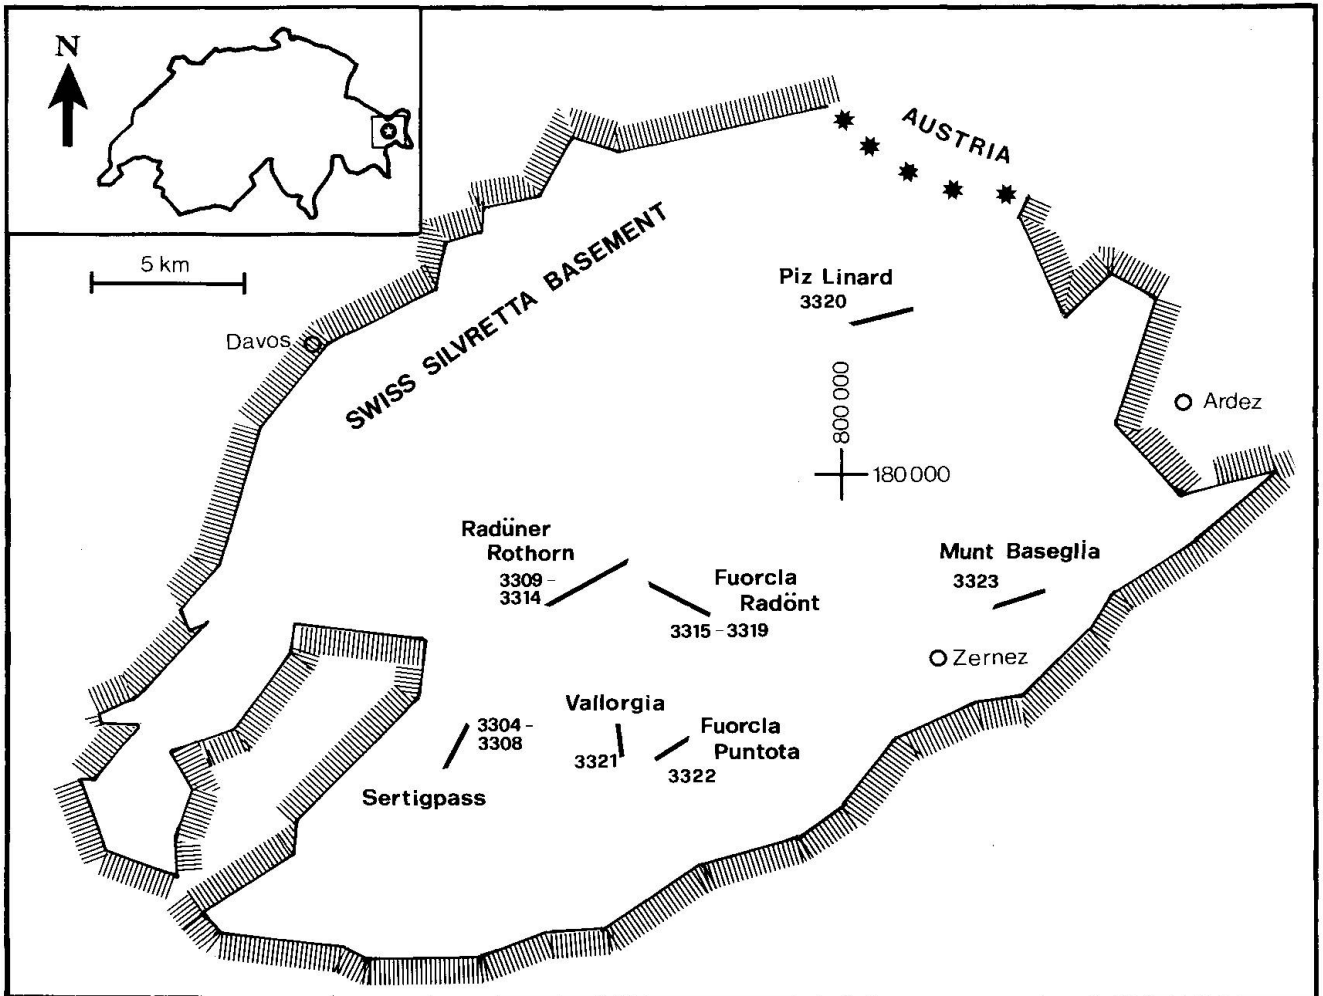 N
AUSTRIA
5 km
SWISS SILVRETTA BASEMENT
Piz Linard
3320
Davos
800 000
Ardez
180 000
Radüner
Rothorn
3309 -
3314
Fuorcla
Radönt
3315 - 3319
Munt Baseglia
3323
Zernez
Vallorgia
3321
3304 -
3308
Fuorcla
Puntota
3322
Sertigpass